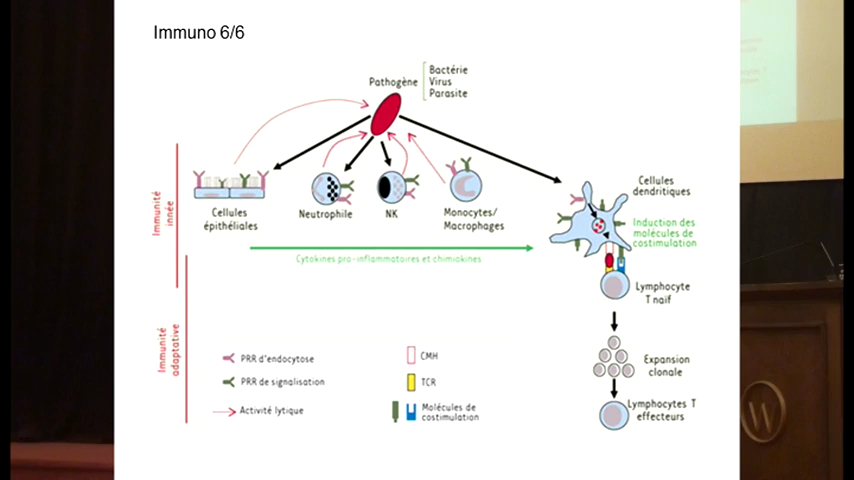 Immuno 6/6
Pathogène
Bactérie
Virus
Parasite
Immunité
innée
Cellules
épithéliales
Neutrophile
NK
Monocytes/
Macrophages
Cellules
dendritiques
Induction des
molécules de
costimulation
Cytokines pro-inflammatoires et chimiokines
Lymphocyte
T naïf
Immunité
adaptative
PRR d'endocytose
PRR de signalisation
Activité lytique
CMH
TCR
Molécules de
costimulation
Expansion
clonale
Lymphocytes T
effecteurs
W